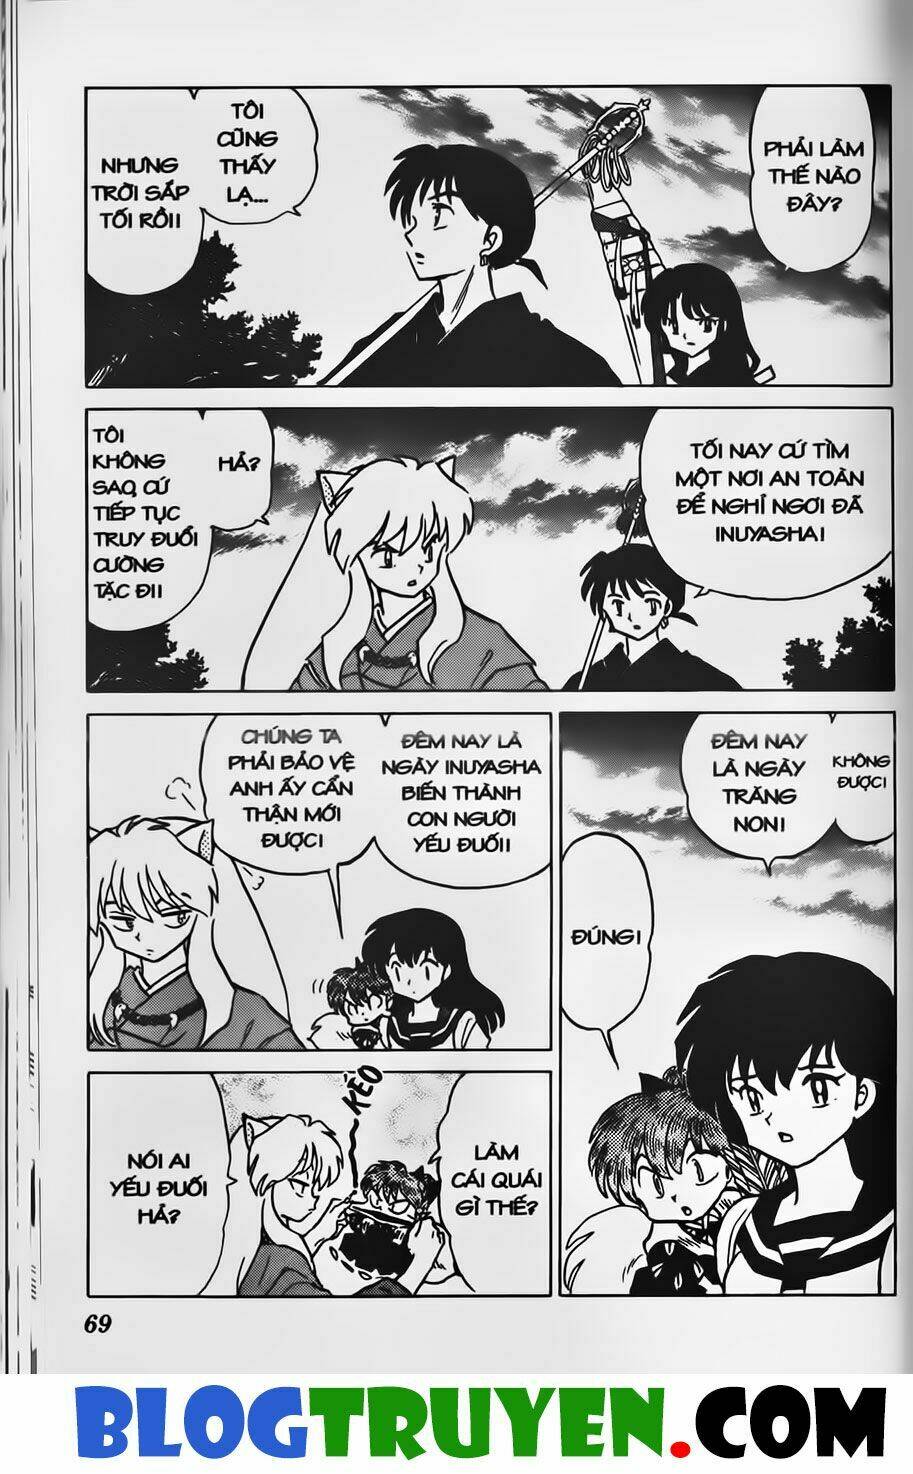 PHẢI LÀM
THẾ NÀO
ĐÂY?
TÔI
CŨNG
THẤY
LẠ...
NHƯNG
TRỜI SẮP
TỐI RỒI!
TỐI NAY CỨ TÌM
MỘT NƠI AN TOÀN
ĐỂ NGHỈ NGƠI ĐÃ
INUYASHA!
HẢ?
TÔI
KHÔNG
SAO, CỨ
TIẾP TỤC
TRUY ĐUỔI
CƯỜNG
TẶC ĐI!
KHÔNG
ĐƯỢC!
ĐÊM NAY
LÀ NGÀY
TRĂNG
NON!
ĐÚNG!
ĐÊM NAY LÀ
NGÀY INUYASHA
BIẾN THÀNH
CON NGƯỜI
YẾU ĐUỐI!
CHÚNG TA
PHẢI BẢO VỆ
ANH ẤY CẨN
THẬN MỚI
ĐƯỢC!
LÀM
CÁI QUÁI
GÌ THẾ?
KÉO
NÓI AI
YẾU ĐUỐI
HẢ?
69
BLOGTRUYEN.COM